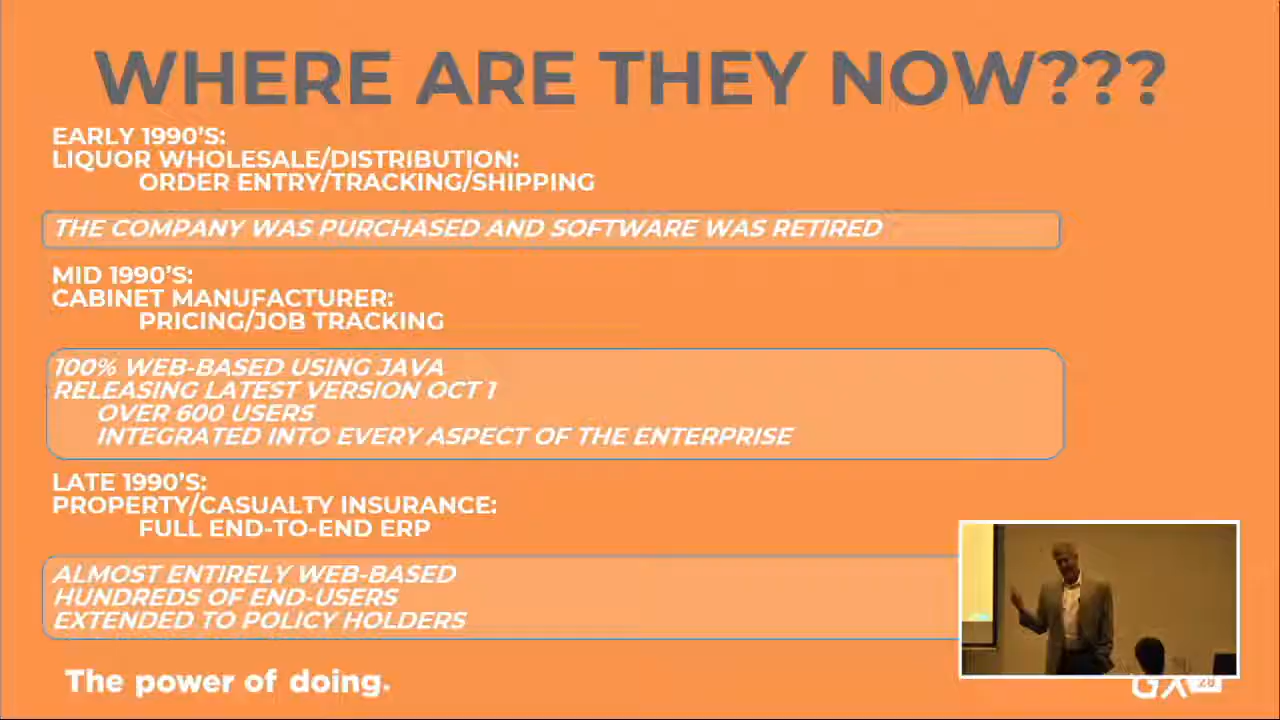 WHERE ARE THEY NOW???
EARLY 1990'S:
LIQUOR WHOLESALE/DISTRIBUTION:
ORDER ENTRY/TRACKING/SHIPPING
THE COMPANY WAS PURCHASED AND SOFTWARE WAS RETIRED
MID 1990'S:
CABINET MANUFACTURER:
PRICING/JOB TRACKING
100% WEB-BASED USING JAVA
RELEASING LATEST VERSION OCT 1
OVER 600 USERS
INTEGRATED INTO EVERY ASPECT OF THE ENTERPRISE
LATE 1990'S:
PROPERTY/CASUALTY INSURANCE:
FULL END-TO-END ERP
ALMOST ENTIRELY WEB-BASED
HUNDREDS OF END-USERS
EXTENDED TO POLICY HOLDERS
The power of doing.